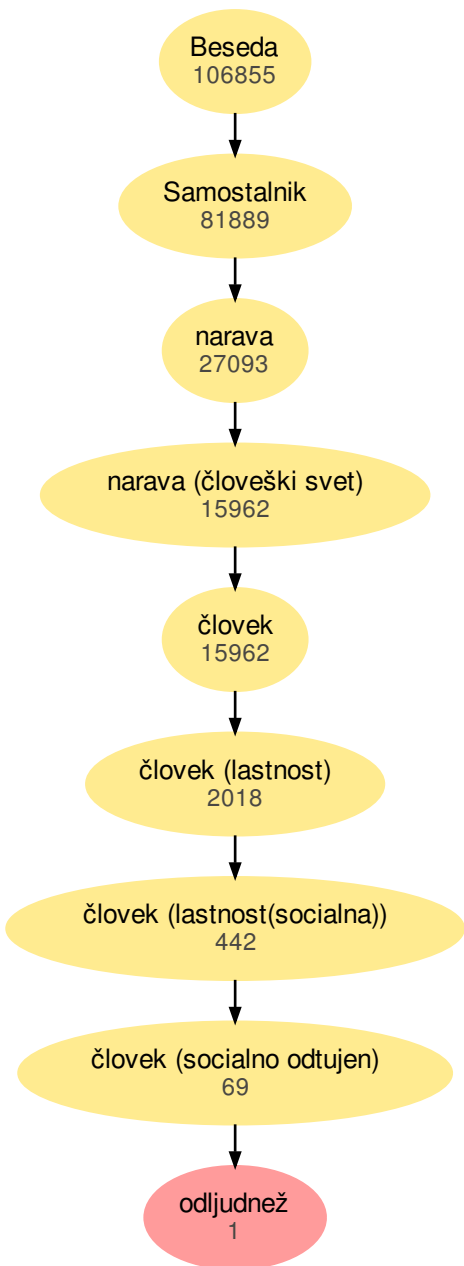 Beseda
106855
Samostalnik
81889
narava
27093
narava (človeški svet)
15962
človek
15962
človek (lastnost)
2018
človek (lastnost(socialna))
442
človek (socialno odtujen)
69
odljudnež
1